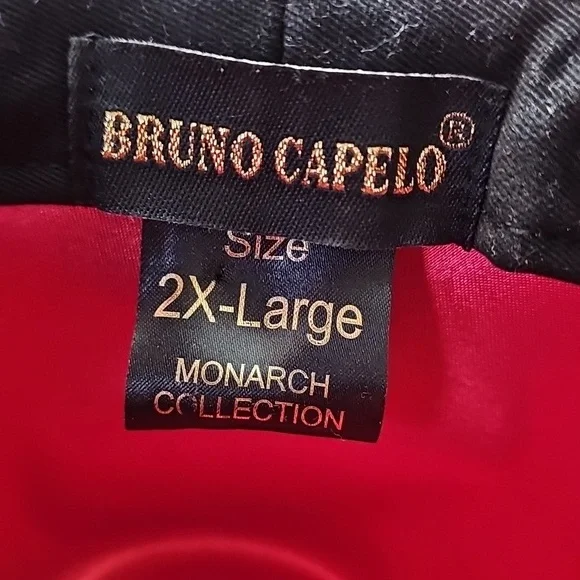 BRUNO CAPELO®
Size
2X-Large
MONARCH
COLLECTION